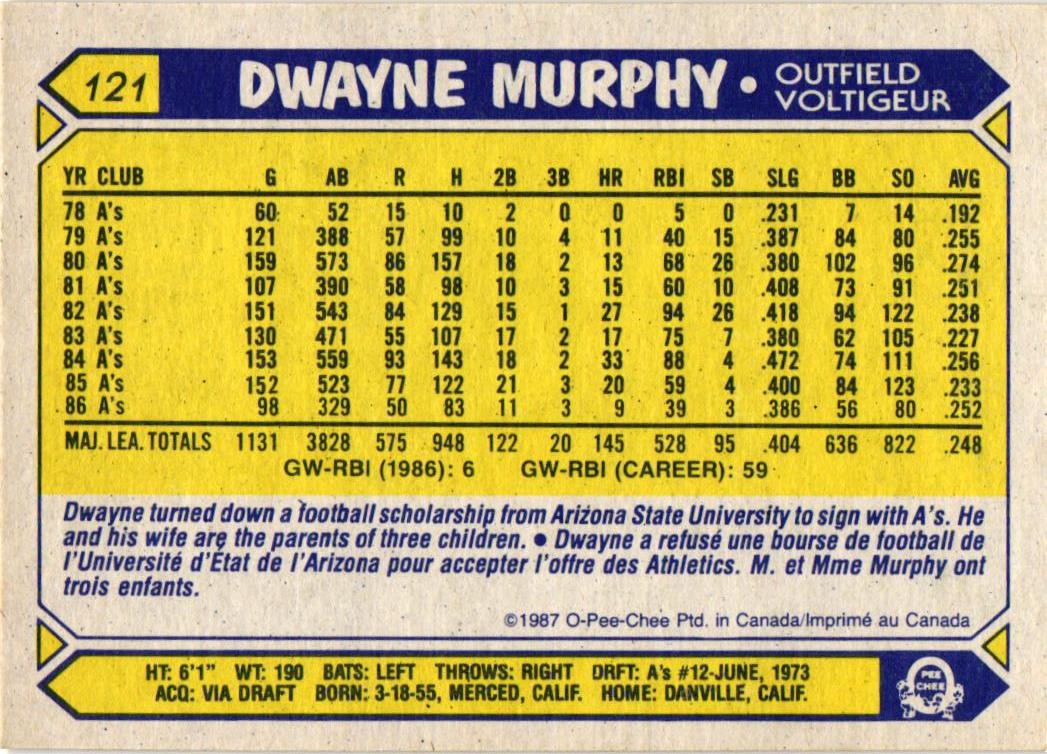 121
DWAYNE MURPHY • OUTFIELD
VOLTIGEUR
YR CLUB G AB R H 2B 3B HR RBI SB SLG BB SO AVG
78 A's 60 52 15 10 2 0 0 5 0 .231 7 14 .192
79 A's 121 388 57 99 10 4 11 40 15 .387 84 80 .255
80 A's 159 573 86 157 18 2 13 68 26 .380 102 96 .274
81 A's 107 390 58 98 10 3 15 60 10 .408 73 91 .251
82 A's 151 543 84 129 15 1 27 94 26 .418 94 122 .238
83 A's 130 471 55 107 17 2 17 75 7 .380 62 105 .227
84 A's 153 559 93 143 18 2 33 88 4 .472 74 111 .256
85 A's 152 523 77 122 21 3 20 59 4 .400 84 123 .233
86 A's 98 329 50 83 11 3 9 39 3 .386 56 80 .252
MAJ. LEA. TOTALS 1131 3828 575 948 122 20 145 528 95 .404 636 822 .248
GW-RBI (1986): 6 GW-RBI (CAREER): 59
Dwayne turned down a football scholarship from Arizona State University to sign with A's. He
and his wife are the parents of three children. • Dwayne a refusé une bourse de football de
l'Université d'Etat de l'Arizona pour accepter l'offre des Athletics. M. et Mme Murphy ont
trois enfants.
©1987 O-Pee-Chee Ptd. in Canada/Imprimé au Canada
HT: 6'1" WT: 190 BATS: LEFT THROWS: RIGHT DRFT: A's #12-JUNE, 1973
ACQ: VIA DRAFT BORN: 3-18-55, MERCED, CALIF. HOME: DANVILLE, CALIF.
PEE
CHEE